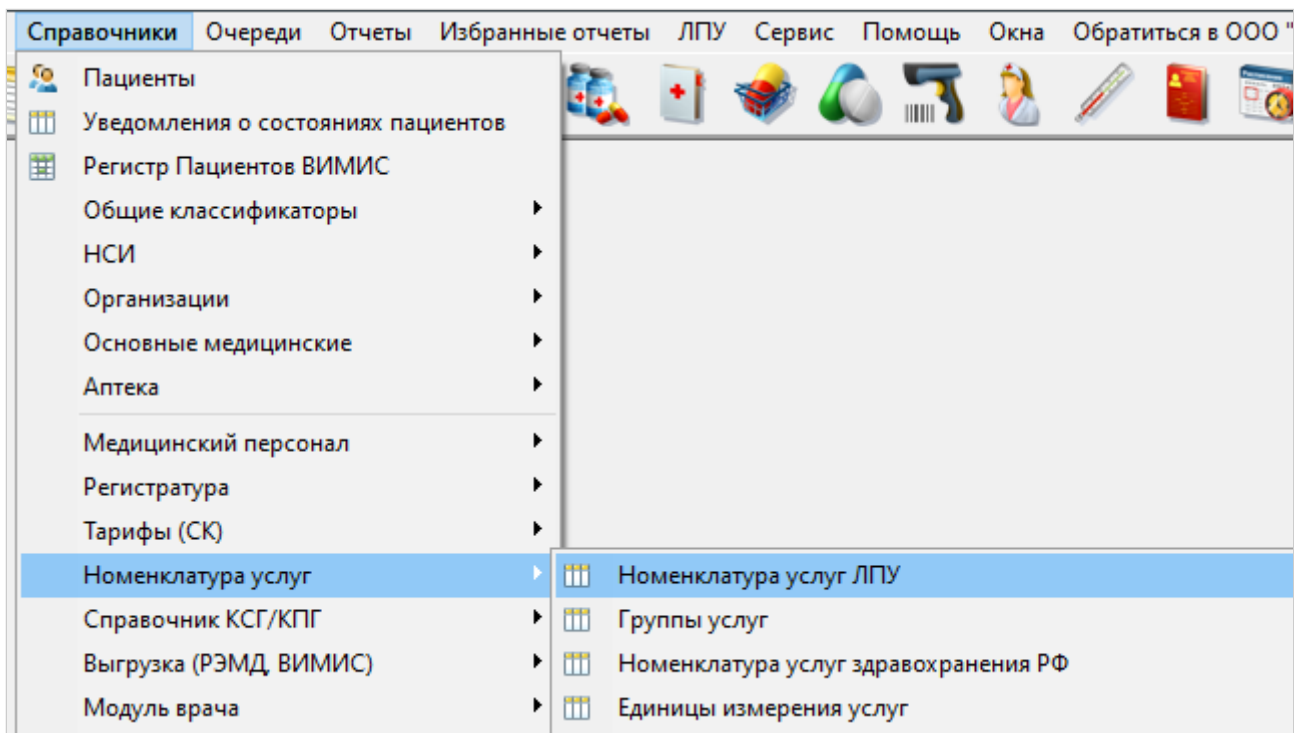 Справочники Очереди Отчеты Избранные отчеты ЛПУ Сервис Помощь Окна Обратиться в ООО "
Пациенты
Уведомления о состояниях пациентов
Регистр Пациентов ВИМИС
Общие классификаторы
НСИ
Организации
Основные медицинские
Аптека
Медицинский персонал
Регистратура
Тарифы (СК)
Номенклатура услуг
Номенклатура услуг ЛПУ
Справочник КСГ/КПГ
Группы услуг
Выгрузка (РЭМД, ВИМИС)
Номенклатура услуг здравохранения РФ
Модуль врача
Единицы измерения услуг